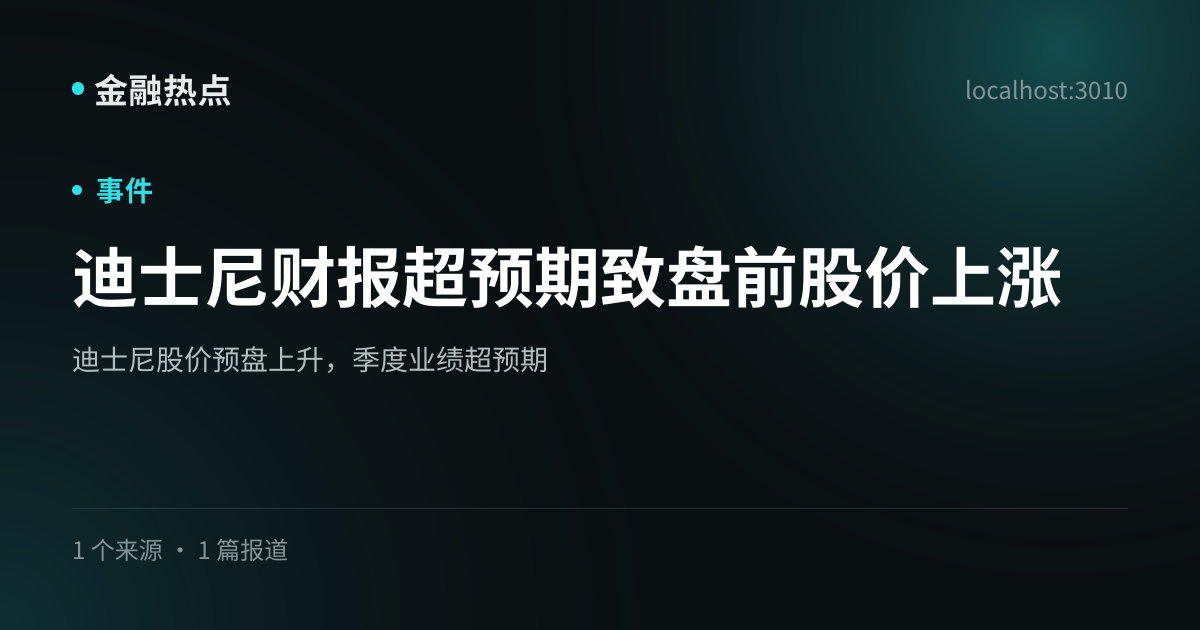 金融热点
localhost:3010
事件
迪士尼财报超预期致盘前股价上涨
迪士尼股价预盘上升，季度业绩超预期
1 个来源 · 1 篇报道